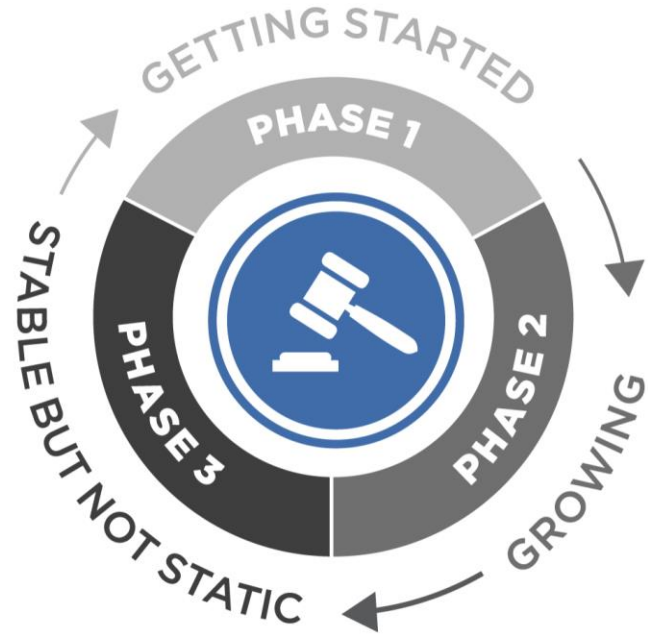 GETTING STARTED
PHASE 1
PHASE 2
GROWING
PHASE 3
STABLE BUT NOT STATIC